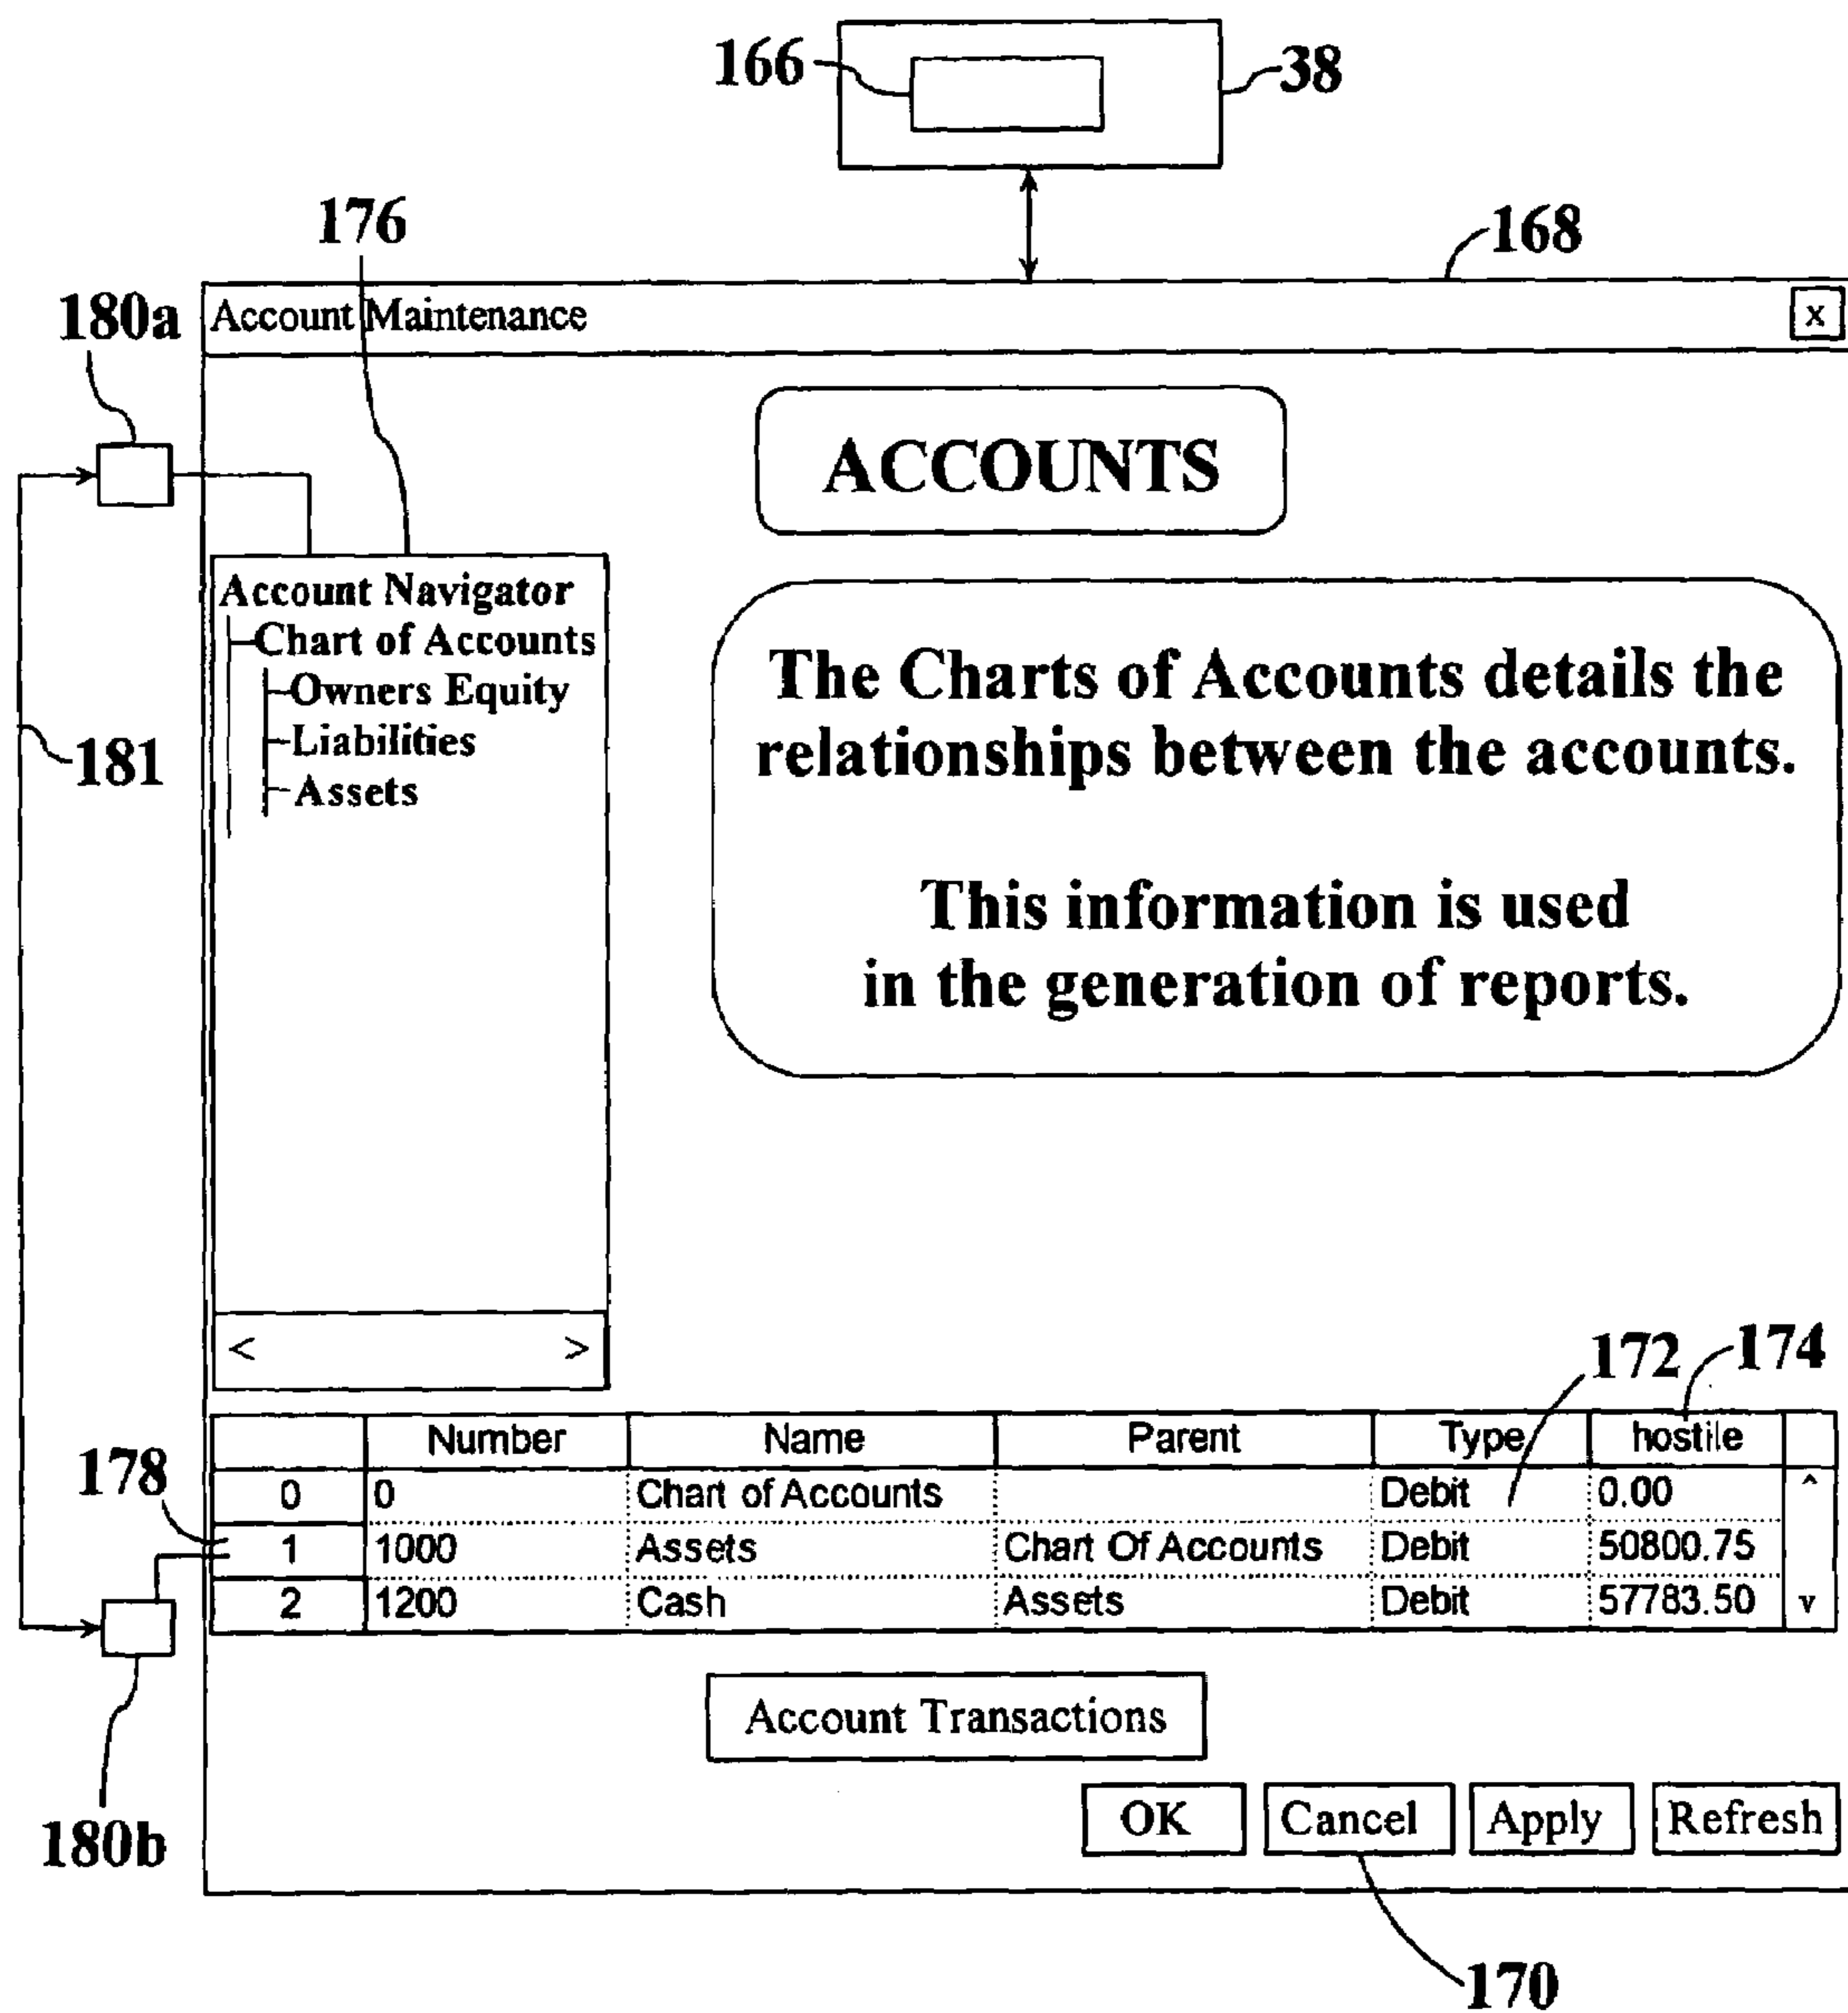 166
38
176
168
180a
Account Maintenance
x
ACCOUNTS
Account Navigator
Chart of Accounts
Owners Equity
Liabilities
Assets
181
The Charts of Accounts details the
relationships between the accounts.
This information is used
in the generation of reports.
< >
172
174
Number Name Parent Type hostile
178
0 0 Chart of Accounts Debit 0.00 ^
1 1000 Assets Chart Of Accounts Debit 50800.75
2 1200 Cash Assets Debit 57783.50 v
Account Transactions
180b
OK Cancel Apply Refresh
170